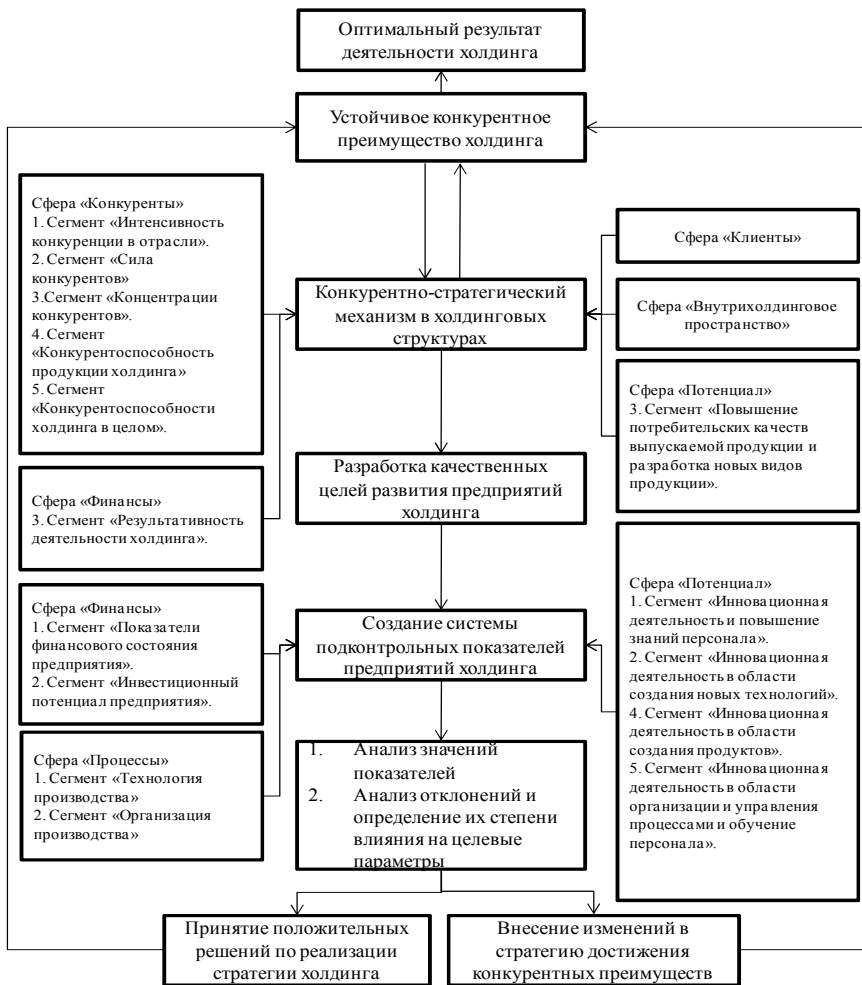 Оптимальный результат
деятельности холдинга
Устойчивое конкурентное
преимущество холдинга
Сфера «Конкуренты»
1. Сегмент «Интенсивность
конкуренции в отрасли».
2. Сегмент «Сила
конкурентов»
3.Сегмент «Концентрации
конкурентов».
4. Сегмент
«Конкурентоспособность
продукции холдинга»
5. Сегмент
«Конкурентоспособности
холдинга в целом».
Сфера «Клиенты»
Конкурентно-стратегический
механизм в холдинговых
структурах
Сфера «Внутрихолдинговое
пространство»
Сфера «Потенциал»
3. Сегмент «Повышение
потребительских качеств
выпускаемой продукции и
разработка новых видов
продукции».
Разработка качественных
целей развития предприятий
холдинга
Сфера «Финансы»
3. Сегмент «Результативность
деятельности холдинга».
Сфера «Финансы»
1. Сегмент «Показатели
финансового состояния
предприятия».
2. Сегмент «Инвестиционный
потенциал предприятия».
Создание системы
подконтрольных показателей
предприятий холдинга
Сфера «Потенциал»
1. Сегмент «Инновационная
деятельность и повышение
знаний персонала».
2. Сегмент «Инновационная
деятельность в области
создания новых технологий».
4. Сегмент «Инновационная
деятельность в области
создания продуктов».
5. Сегмент «Инновационная
деятельность в области
организации и управления
процессами и обучение
персонала».
Сфера «Процессы»
1. Сегмент «Технология
производства»
2. Сегмент «Организация
производства»
1. Анализ значений
показателей
2. Анализ отклонений и
определение их степени
влияния на целевые
параметры
Принятие положительных
решений по реализации
стратегии холдинга
Внесение изменений в
стратегию достижения
конкурентных преимуществ